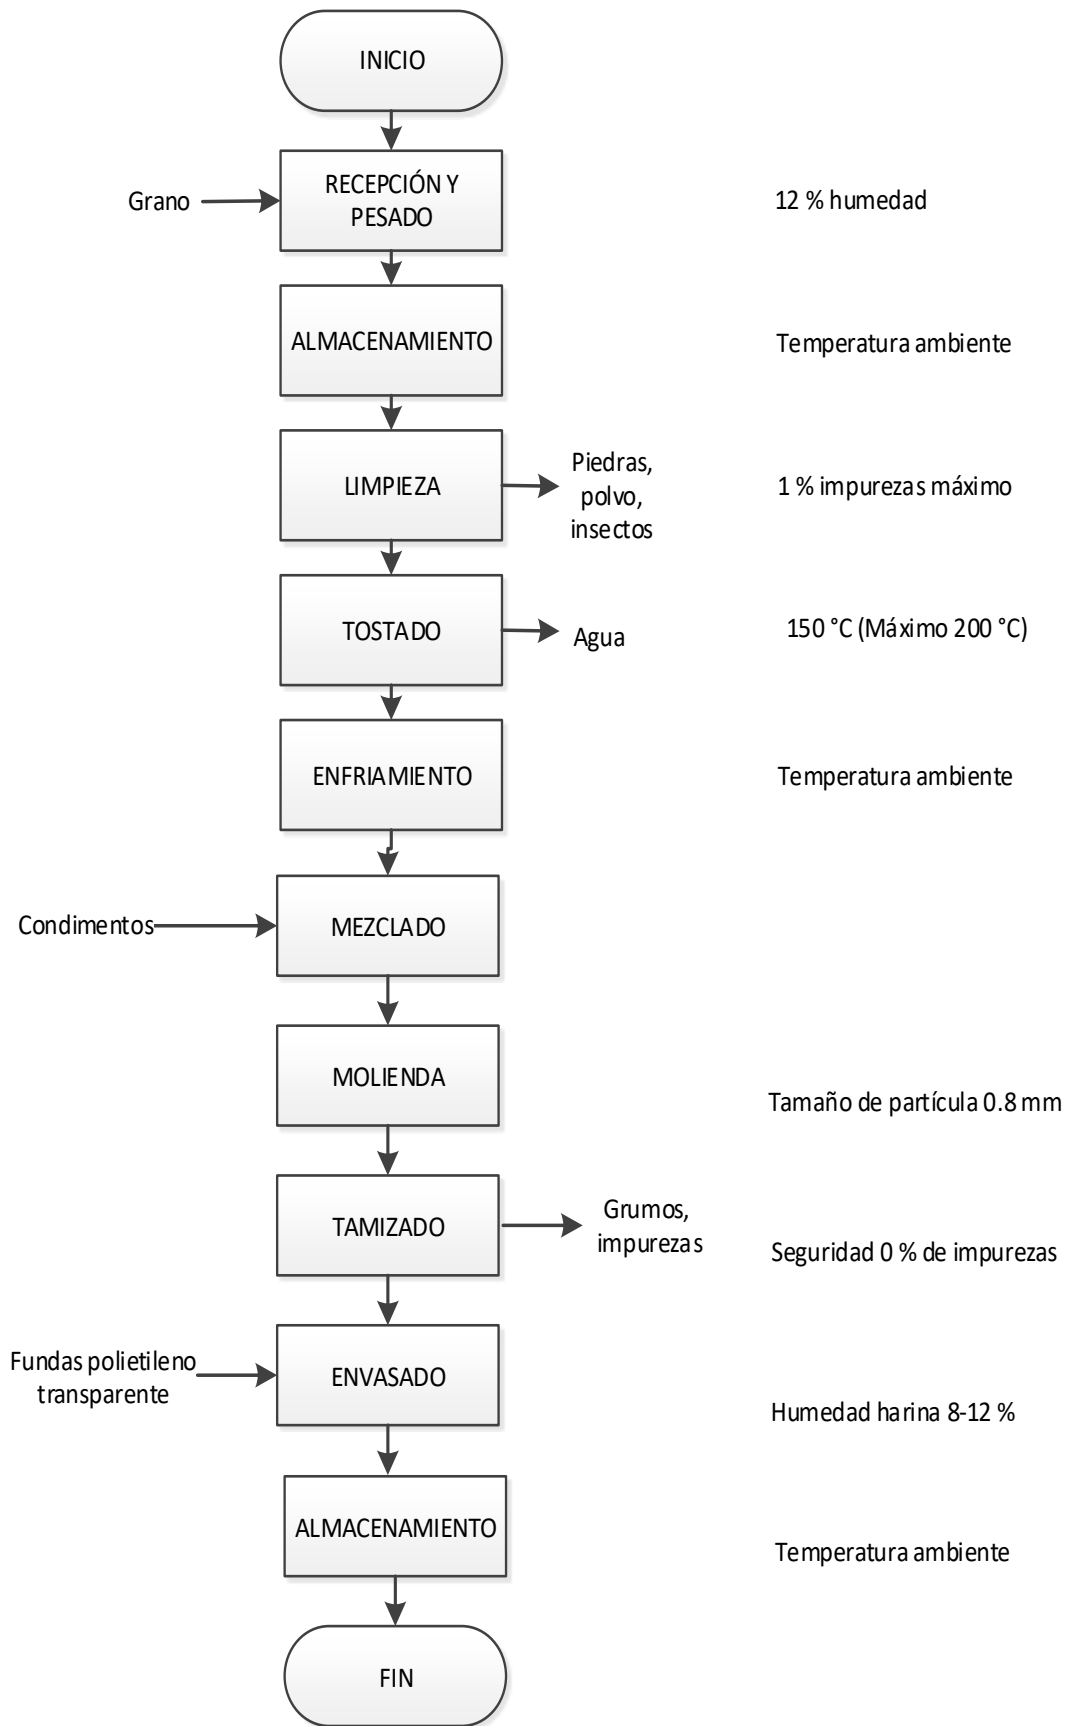 INICIO
Grano
RECEPCIÓN Y
PESADO
12 % humedad
ALMACENAMIENTO
Temperatura ambiente
LIMPIEZA
Piedras,
polvo,
insectos
1 % impurezas máximo
TOSTADO
Agua
150 °C (Máximo 200 °C)
ENFRIAMIENTO
Temperatura ambiente
Condimentos
MEZCLADO
MOLIENDA
Tamaño de partícula 0.8 mm
TAMIZADO
Grumos,
impurezas
Seguridad 0 % de impurezas
Fundas polietileno
transparente
ENVASADO
Humedad harina 8-12 %
ALMACENAMIENTO
Temperatura ambiente
FIN